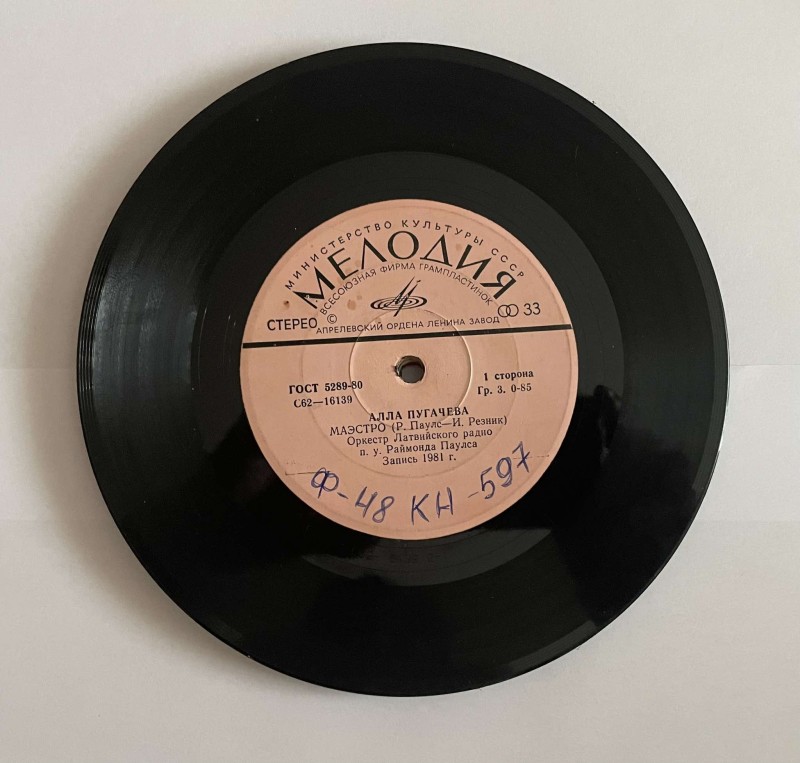 МИНИСТЕРСТВО КУЛЬТУРЫ СССР
МЕЛОДИЯ
ВСЕСОЮЗНАЯ ФИРМА ГРАМПЛАСТИНОК
СТЕРЕО © 33
АПРЕЛЕВСКИЙ ОРДЕНА ЛЕНИНА ЗАВОД
ГОСТ 5289-80 1 сторона
С62—16139 Гр. 3. 0-85
АЛЛА ПУГАЧЕВА
МАЭСТРО (Р. Паулс—И. Резник)
Оркестр Латвийского радио
п. у. Раймонда Паулса
Запись 1981 г.
Ф-48 КН-597